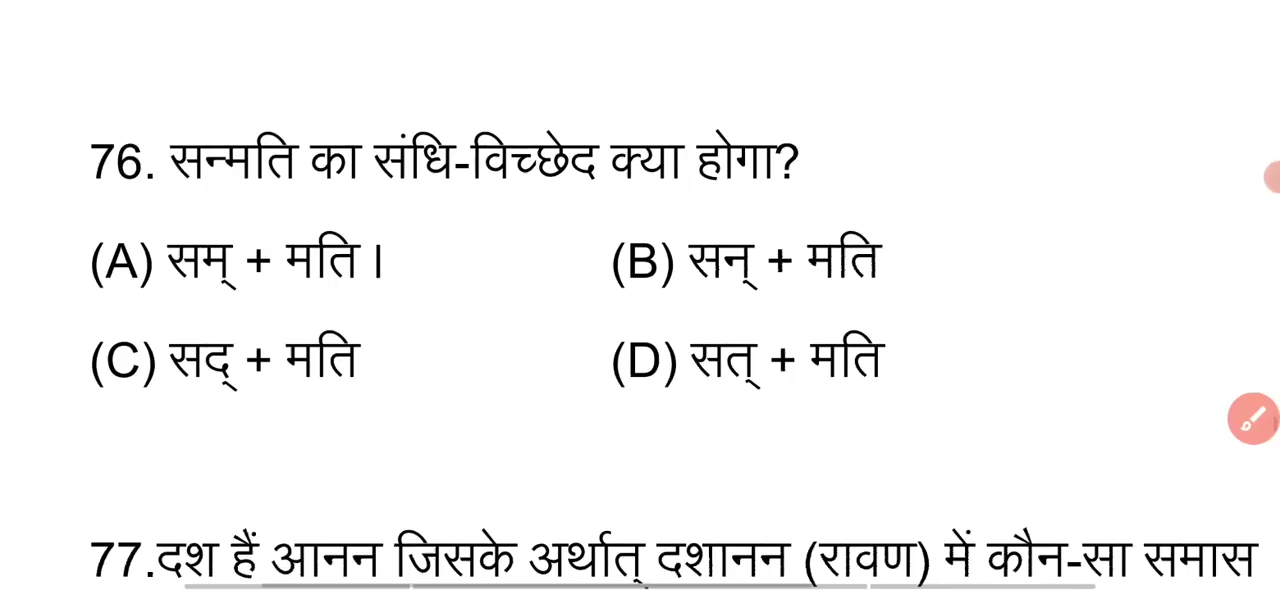 76. सन्मति का संधि-विच्छेद क्या होगा?
(A) सम् + मति। (B) सन् + मति
(C) सद् + मति (D) सत् + मति
77.दश हैं आनन जिसके अर्थात् दशानन (रावण) में कौन-सा समास